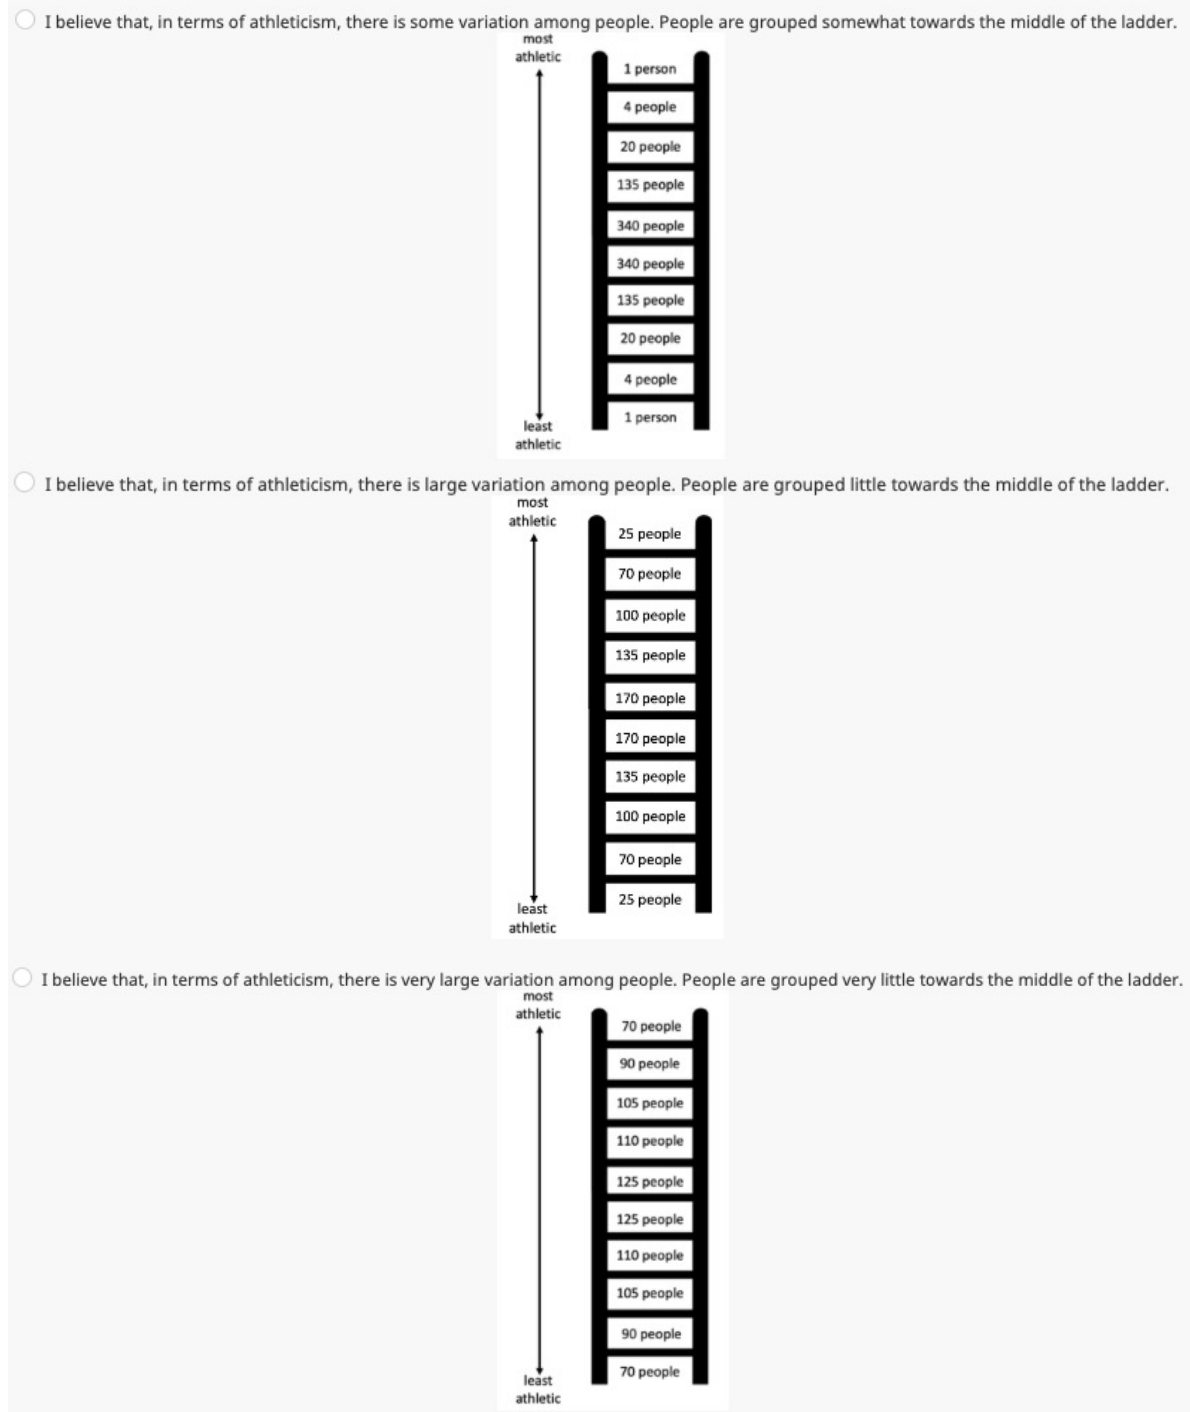 I believe that, in terms of athleticism, there is some variation among people. People are grouped somewhat towards the middle of the ladder.
most
athletic
1 person
4 people
20 people
135 people
340 people
340 people
135 people
20 people
4 people
1 person
least
athletic
I believe that, in terms of athleticism, there is large variation among people. People are grouped little towards the middle of the ladder.
most
athletic
25 people
70 people
100 people
135 people
170 people
170 people
135 people
100 people
70 people
25 people
least
athletic
I believe that, in terms of athleticism, there is very large variation among people. People are grouped very little towards the middle of the ladder.
most
athletic
70 people
90 people
105 people
110 people
125 people
125 people
110 people
105 people
90 people
70 people
least
athletic